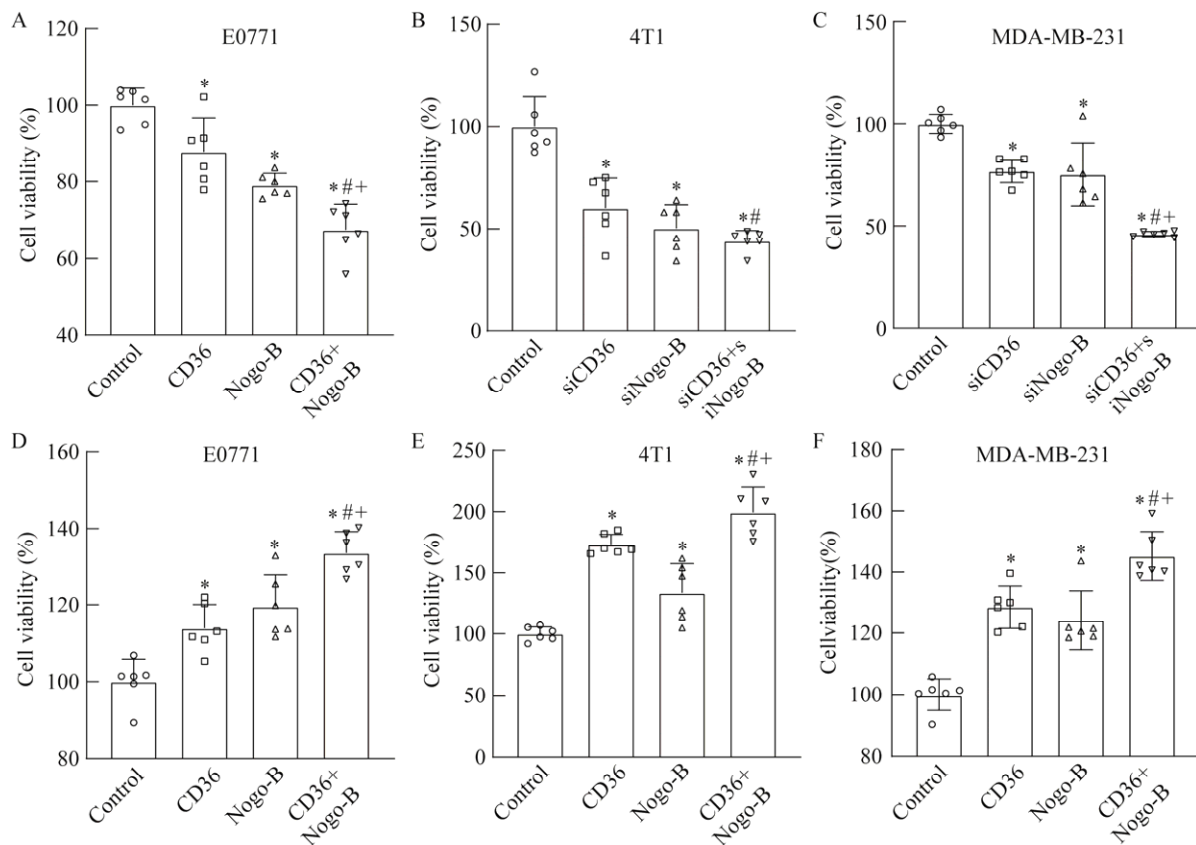 A
E0771
Cell viability (%)
120
100
80
60
40
*
*
*#+
Control
CD36
Nogo-B
CD36+
Nogo-B
B
4T1
Cell viability (%)
150
100
50
0
*
*
*#
Control
siCD36
siNogo-B
siCD36+s
iNogo-B
C
MDA-MB-231
Cell viability (%)
150
100
50
0
*
*
*#+
Control
siCD36
siNogo-B
siCD36+s
iNogo-B
D
E0771
Cell viability (%)
160
140
120
100
80
*
*
*#+
Control
CD36
Nogo-B
CD36+
Nogo-B
E
4T1
Cell viability (%)
250
200
150
100
50
0
*
*
*#+
Control
CD36
Nogo-B
CD36+
Nogo-B
F
MDA-MB-231
Cellviability(%)
180
160
140
120
100
80
*
*
*#+
Control
CD36
Nogo-B
CD36+
Nogo-B